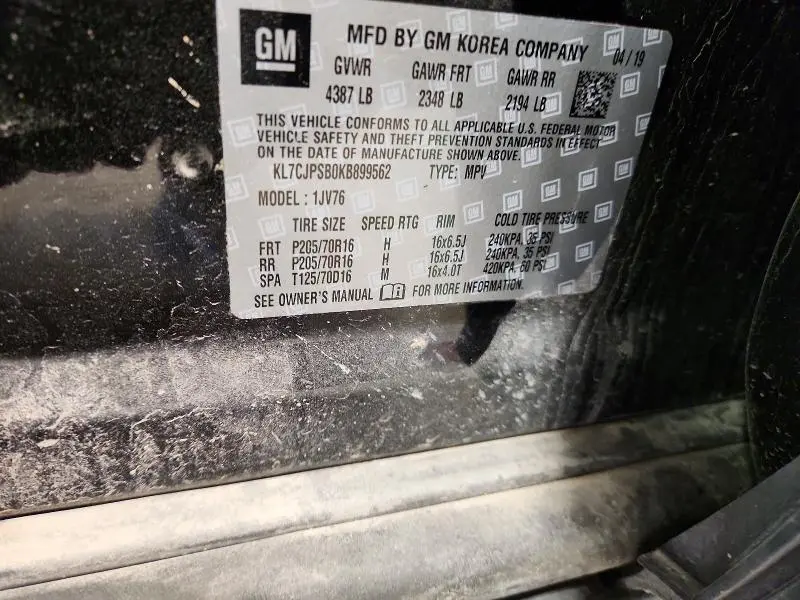 GM MFD BY GM KOREA COMPANY 04/19
GVWR GAWR FRT GAWR RR
4387 LB 2348 LB 2194 LB
THIS VEHICLE CONFORMS TO ALL APPLICABLE U.S. FEDERAL MOTOR
VEHICLE SAFETY AND THEFT PREVENTION STANDARDS IN EFFECT
ON THE DATE OF MANUFACTURE SHOWN ABOVE.
KL7CJPSB0KB899562 TYPE: MPV
MODEL : 1JV76
TIRE SIZE SPEED RTG RIM COLD TIRE PRESSURE
FRT P205/70R16 H 16x6.5J 240KPA, 35 PSI
RR P205/70R16 H 16x6.5J 240KPA, 35 PSI
SPA T125/70D16 M 16x4.0T 420KPA, 60 PSI
SEE OWNER'S MANUAL FOR MORE INFORMATION.